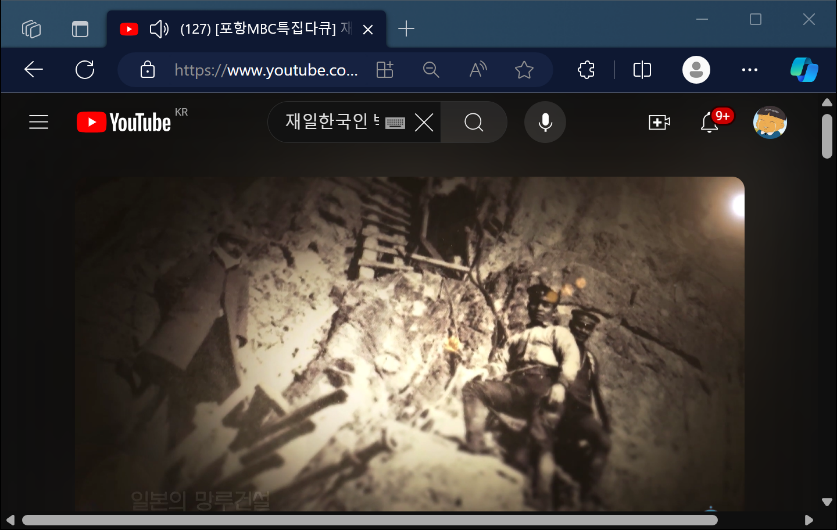 (127) [포항MBC특집다큐] 재
https://www.youtube.co...
YouTube KR
재일한국인
9+
일본의 망루건설